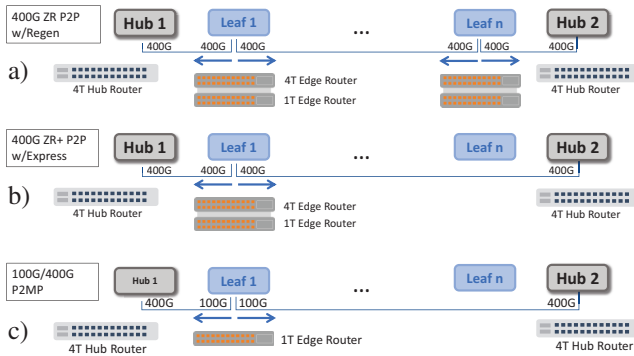 400G ZR P2P
w/Regen
Hub 1
Leaf 1
...
Leaf n
Hub 2
400G
400G
400G
400G
400G
400G
a)
4T Hub Router
4T Edge Router
1T Edge Router
4T Hub Router
400G ZR+ P2P
w/Express
Hub 1
Leaf 1
...
Leaf n
Hub 2
400G
400G
400G
400G
b)
4T Hub Router
4T Edge Router
1T Edge Router
4T Hub Router
100G/400G
P2MP
Hub 1
Leaf 1
...
Leaf n
Hub 2
400G
100G
100G
400G
c)
4T Hub Router
1T Edge Router
4T Hub Router